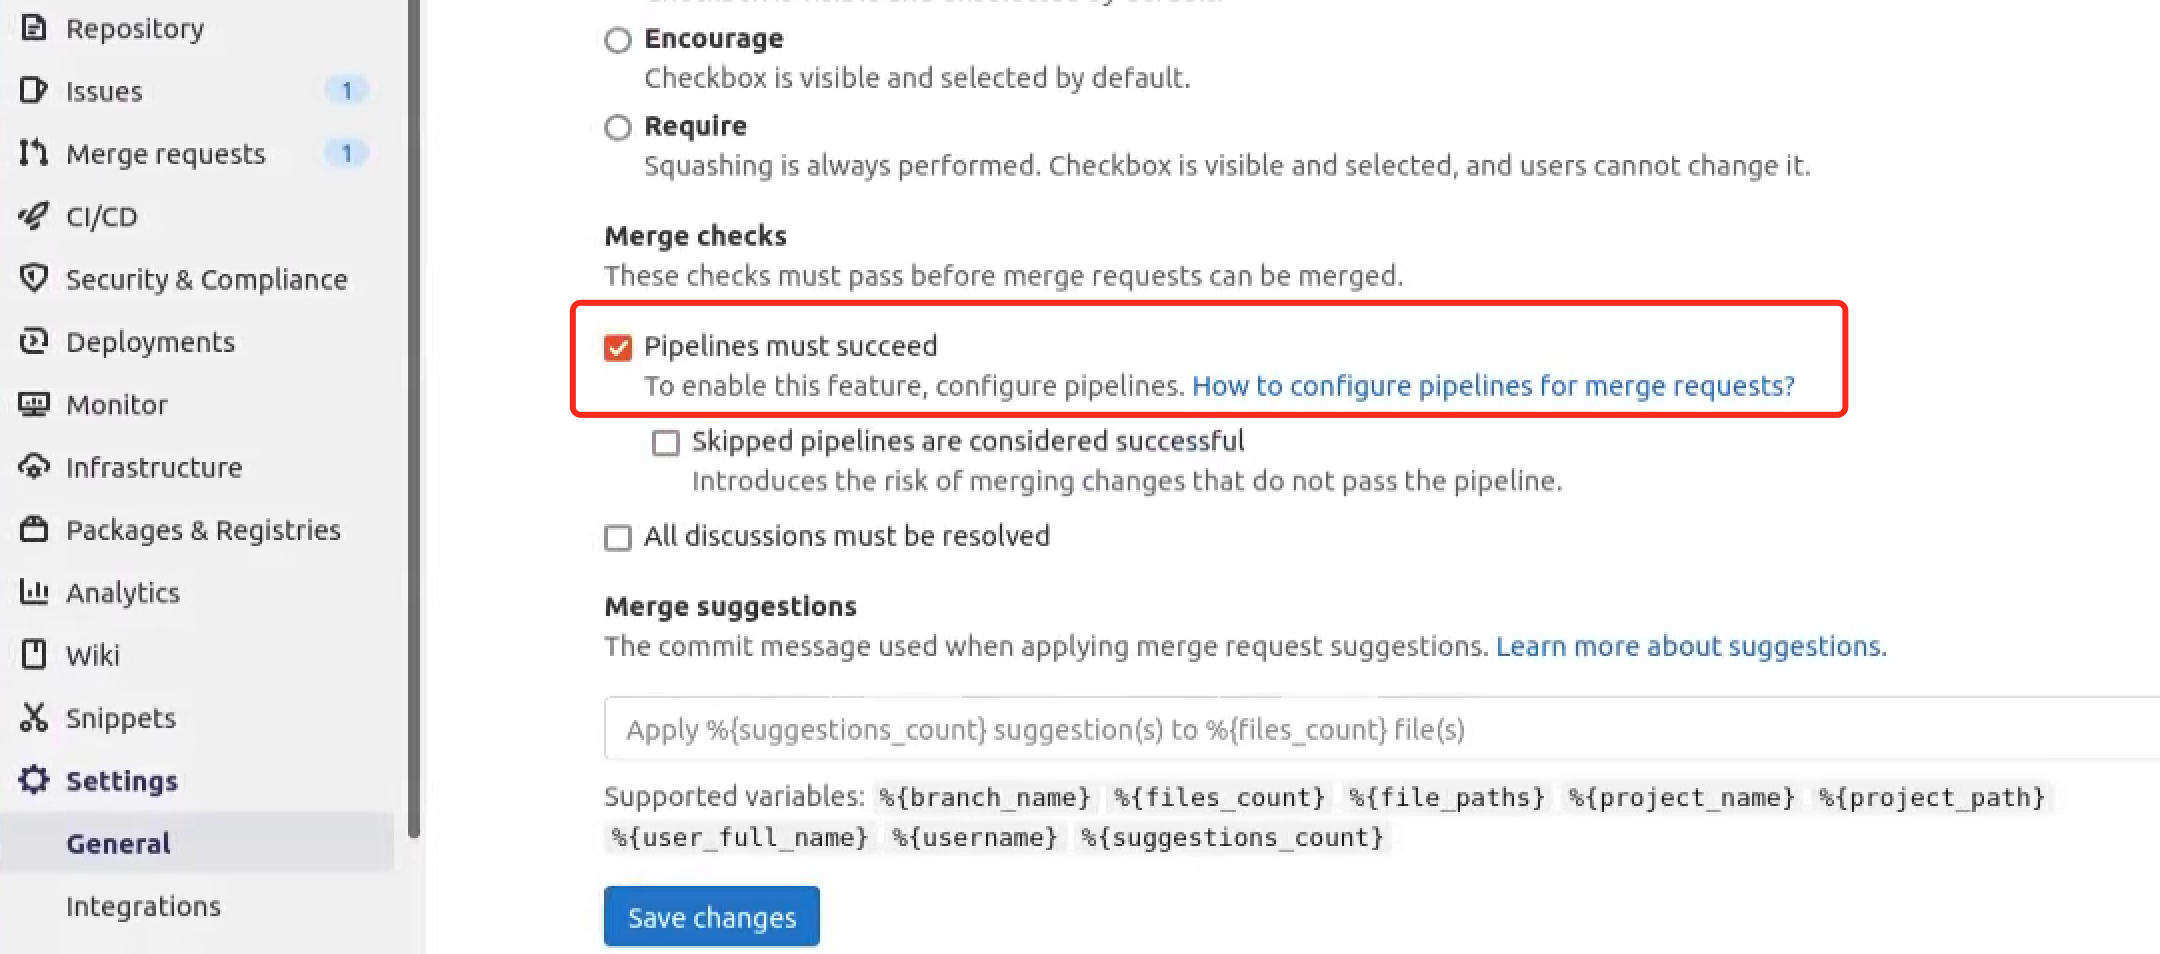 Repository
Issues 1
Merge requests 1
CI/CD
Security & Compliance
Deployments
Monitor
Infrastructure
Packages & Registries
Analytics
Wiki
Snippets
Settings
General
Integrations
Encourage
Checkbox is visible and selected by default.
Require
Squashing is always performed. Checkbox is visible and selected, and users cannot change it.
Merge checks
These checks must pass before merge requests can be merged.
Pipelines must succeed
To enable this feature, configure pipelines. How to configure pipelines for merge requests?
Skipped pipelines are considered successful
Introduces the risk of merging changes that do not pass the pipeline.
All discussions must be resolved
Merge suggestions
The commit message used when applying merge request suggestions. Learn more about suggestions.
Apply %{suggestions_count} suggestion(s) to %{files_count} file(s)
Supported variables: %{branch_name} %{files_count} %{file_paths} %{project_name} %{project_path}
%{user_full_name} %{username} %{suggestions_count}
Save changes